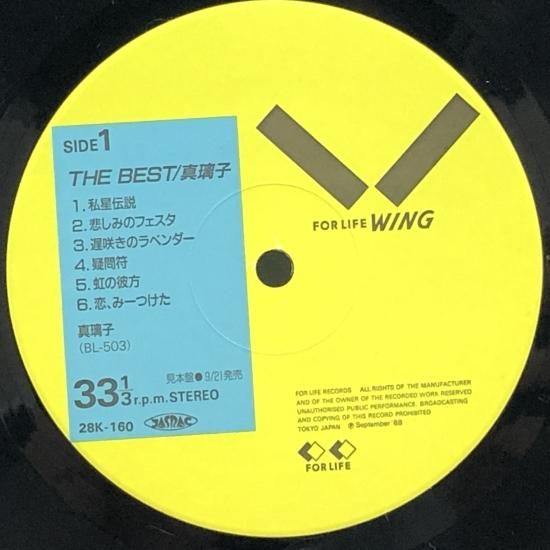 SIDE 1
THE BEST/真璃子
1. 私星伝説
2. 悲しみのフェスタ
3. 遅咲きのラベンダー
4. 疑問符
5. 虹の彼方
6. 恋、みーつけた
真璃子
(BL-503)
見本盤●9/21発売
33 1/3 r.p.m. STEREO
28K-160
JASRAC
FOR LIFE WING
FOR LIFE RECORDS ALL RIGHTS OF THE MANUFACTURER
AND OF THE OWNER OF THE RECORDED WORK RESERVED
UNAUTHORISED PUBLIC PERFORMANCE. BROADCASTING
AND COPYING OF THIS RECORD PROHIBITED
TOKYO JAPAN ℗ September '88
FOR LIFE